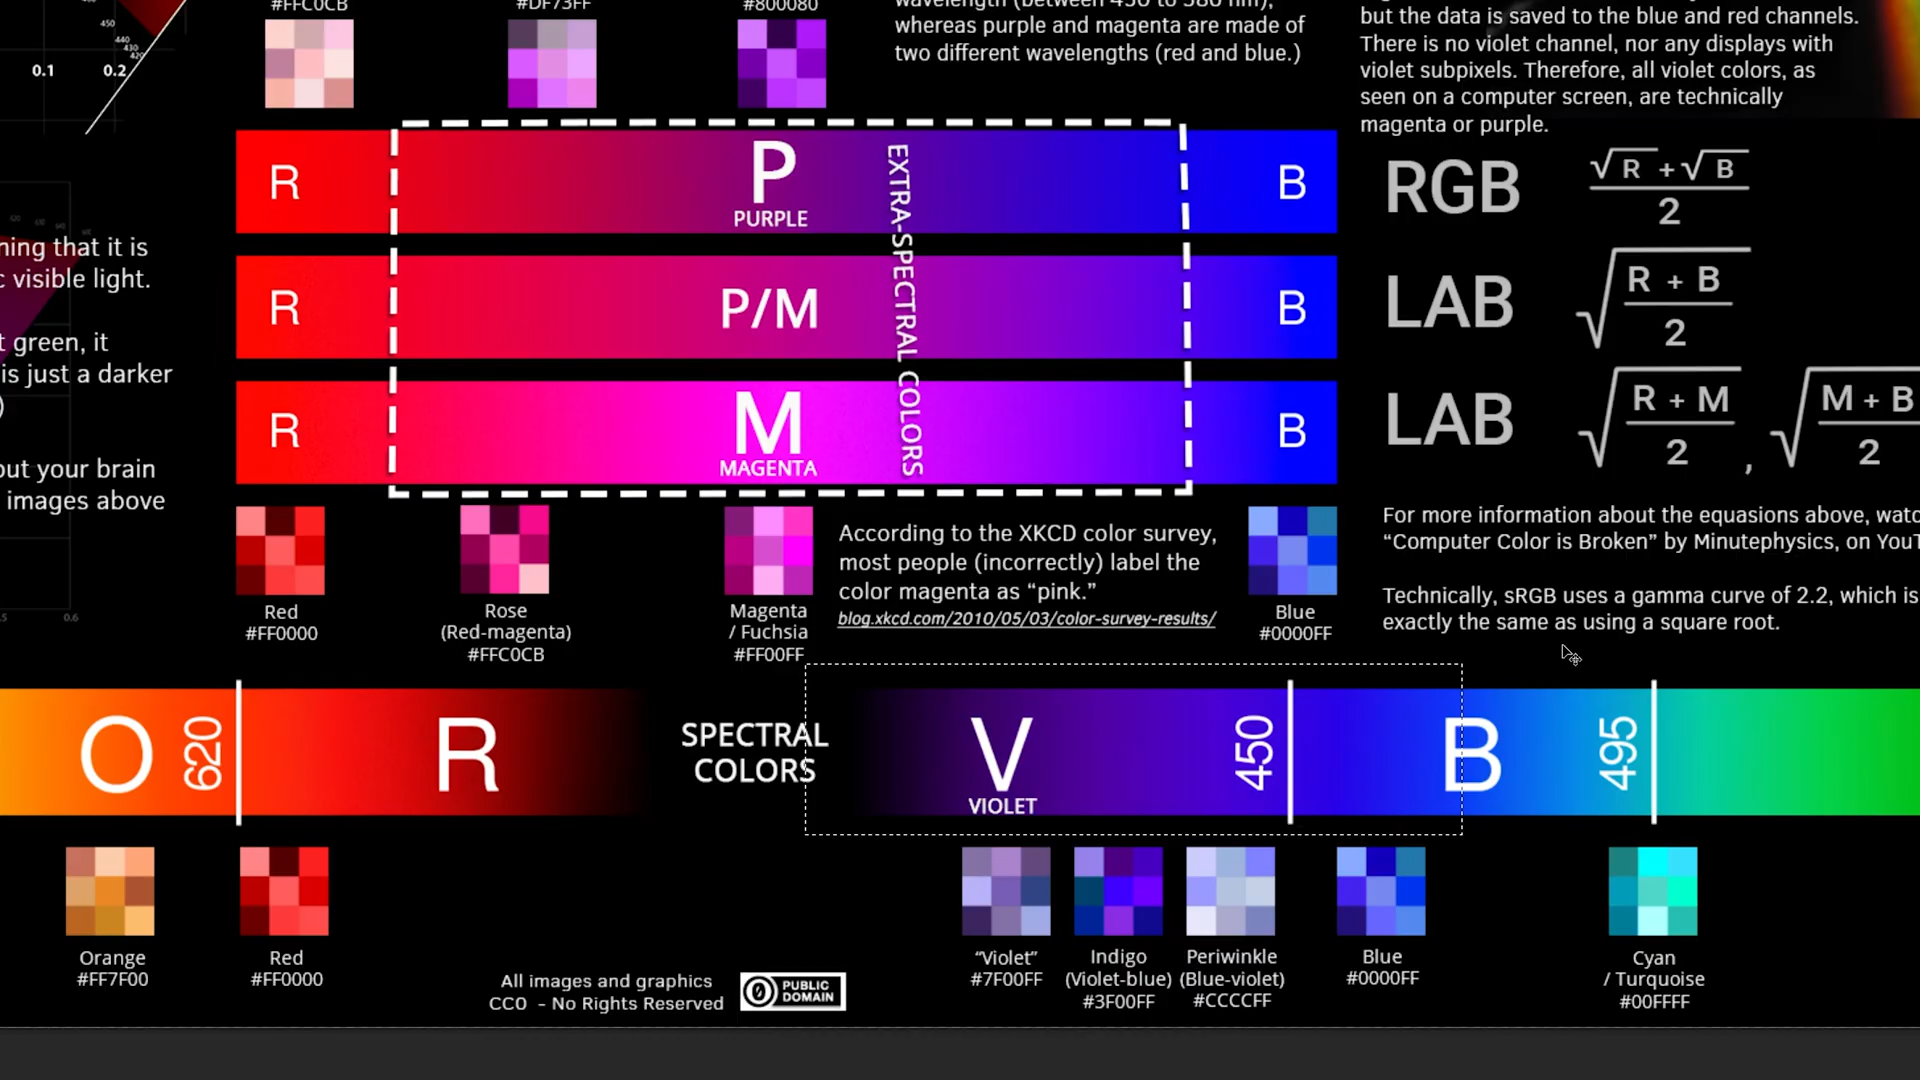 #FFC0CB
#DF73FF
#800080
whereas purple and magenta are made of
two different wavelengths (red and blue.)
but the data is saved to the blue and red channels.
There is no violet channel, nor any displays with
violet subpixels. Therefore, all violet colors, as
seen on a computer screen, are technically
magenta or purple.
450
440
430
420
0.1
0.2
R
P
PURPLE
B
R
P/M
B
R
M
MAGENTA
B
EXTRA-SPECTRAL COLORS
RGB
√R + √B
2
LAB
√
R + B
2
LAB
√
R + M
2
,
√
M + B
2
that it is
visible light.
green, it
is just a darker
)
your brain
images above
0.6
Red
#FF0000
Rose
(Red-magenta)
#FFC0CB
Magenta
/ Fuchsia
#FF00FF
According to the XKCD color survey,
most people (incorrectly) label the
color magenta as “pink.”
blog.xkcd.com/2010/05/03/color-survey-results/
Blue
#0000FF
For more information about the equasions above,
“Computer Color is Broken” by Minutephysics, on
Technically, sRGB uses a gamma curve of 2.2, which is
exactly the same as using a square root.
O
620
R
SPECTRAL
COLORS
V
VIOLET
450
B
495
Orange
#FF7F00
Red
#FF0000
“Violet”
#7F00FF
Indigo
(Violet-blue)
#3F00FF
Periwinkle
(Blue-violet)
#CCCCFF
Blue
#0000FF
Cyan
/ Turquoise
#00FFFF
All images and graphics
CC0 - No Rights Reserved
0
PUBLIC
DOMAIN